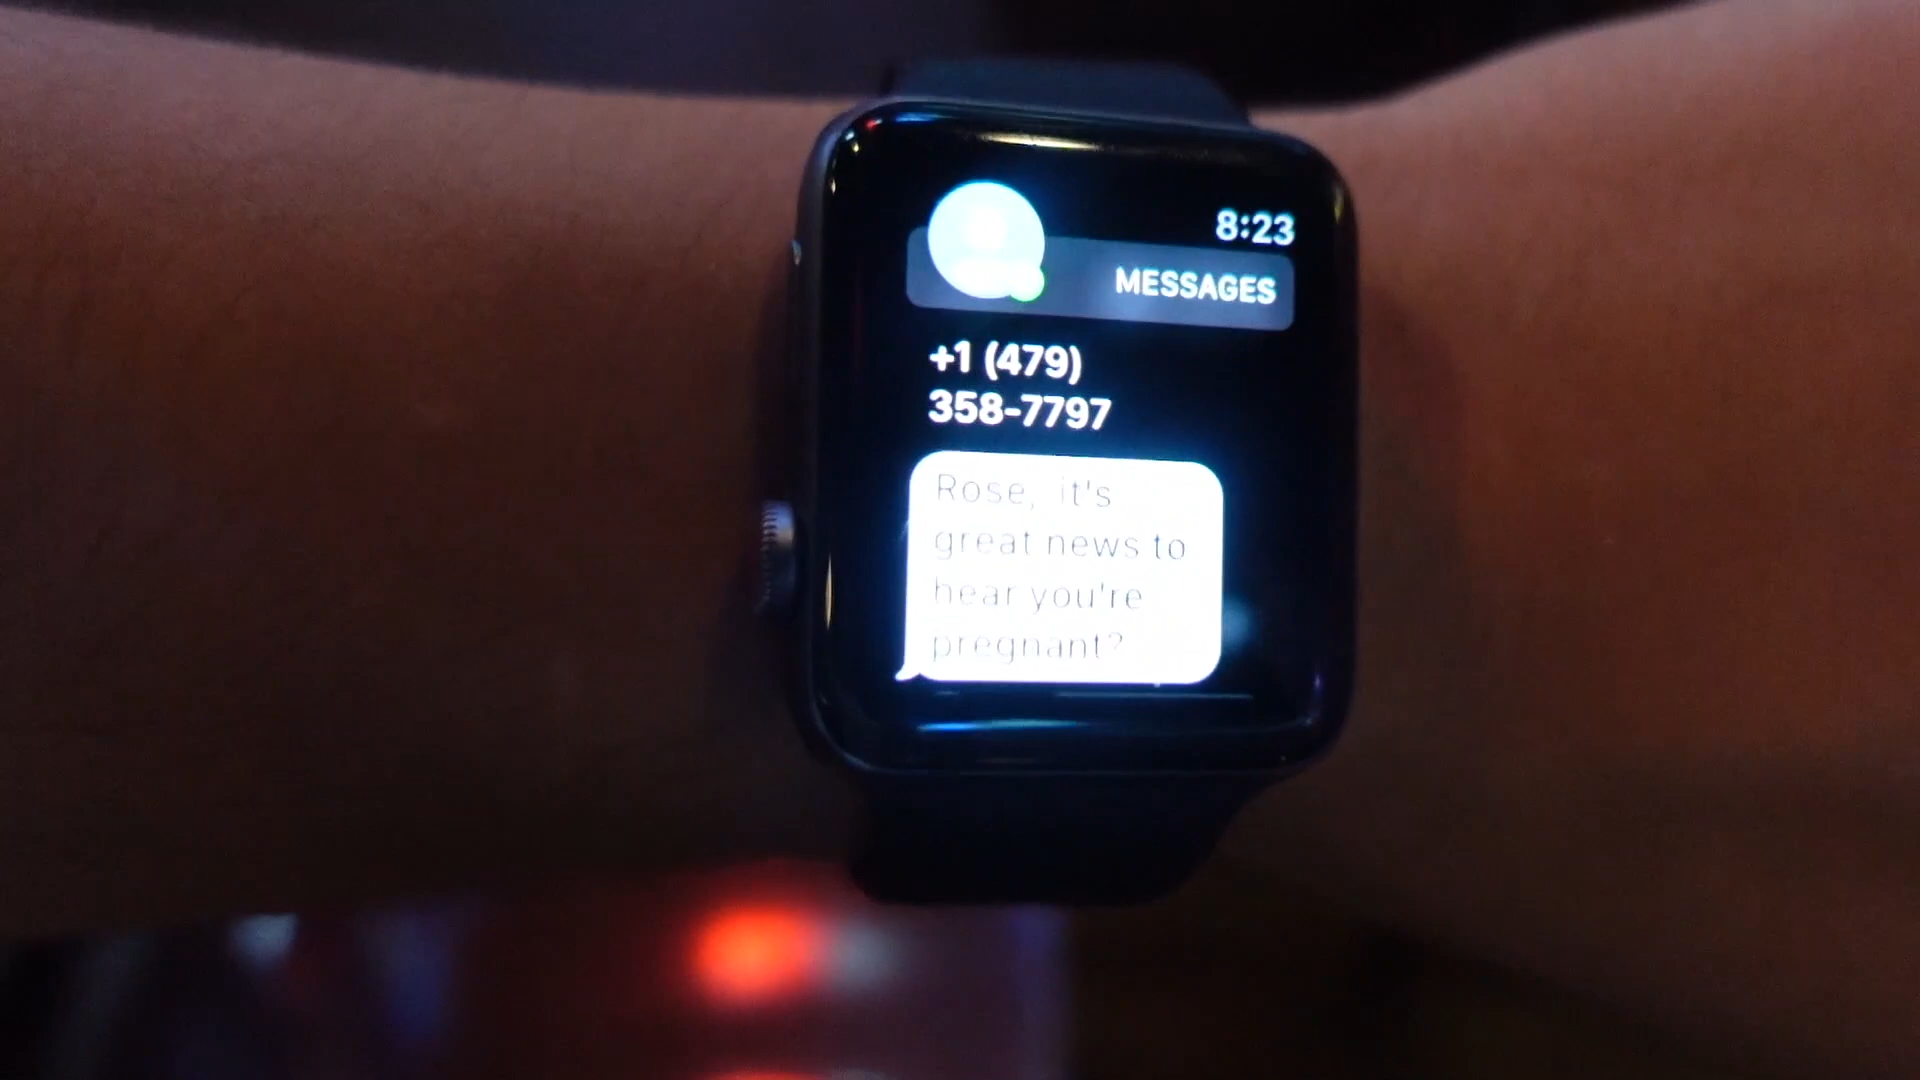 8:23
MESSAGES
+1 (479)
358-7797
Rose, it's
great news to
hear you're
pregnant?